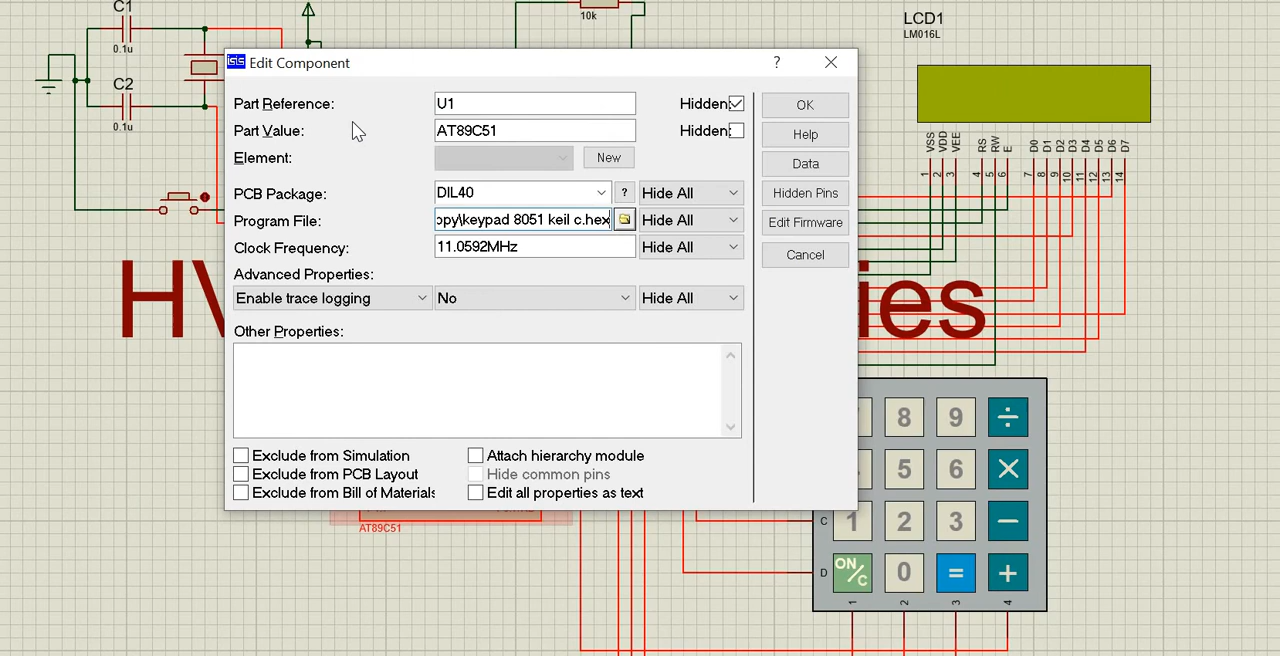 C1
0.1u
C2
0.1u
10k
LCD1
LM016L
VSS
VDD
VEE
RS
RW
E
D0
D1
D2
D3
D4
D5
D6
D7
1
2
3
4
5
6
7
8
9
10
11
12
13
14
isis Edit Component
?
Part Reference:
U1
Hidden:
OK
Part Value:
AT89C51
Hidden:
Help
Element:
New
Data
PCB Package:
DIL40
?
Hide All
Hidden Pins
Program File:
opy\keypad 8051 keil c.hex
Hide All
Edit Firmware
Clock Frequency:
11.0592MHz
Hide All
Cancel
Advanced Properties:
Enable trace logging
No
Hide All
Other Properties:
Exclude from Simulation
Attach hierarchy module
Exclude from PCB Layout
Hide common pins
Exclude from Bill of Materials
Edit all properties as text
AT89C51
8
9
÷
5
6
×
C
1
2
3
−
D
ON/C
0
=
+
1
2
3
4